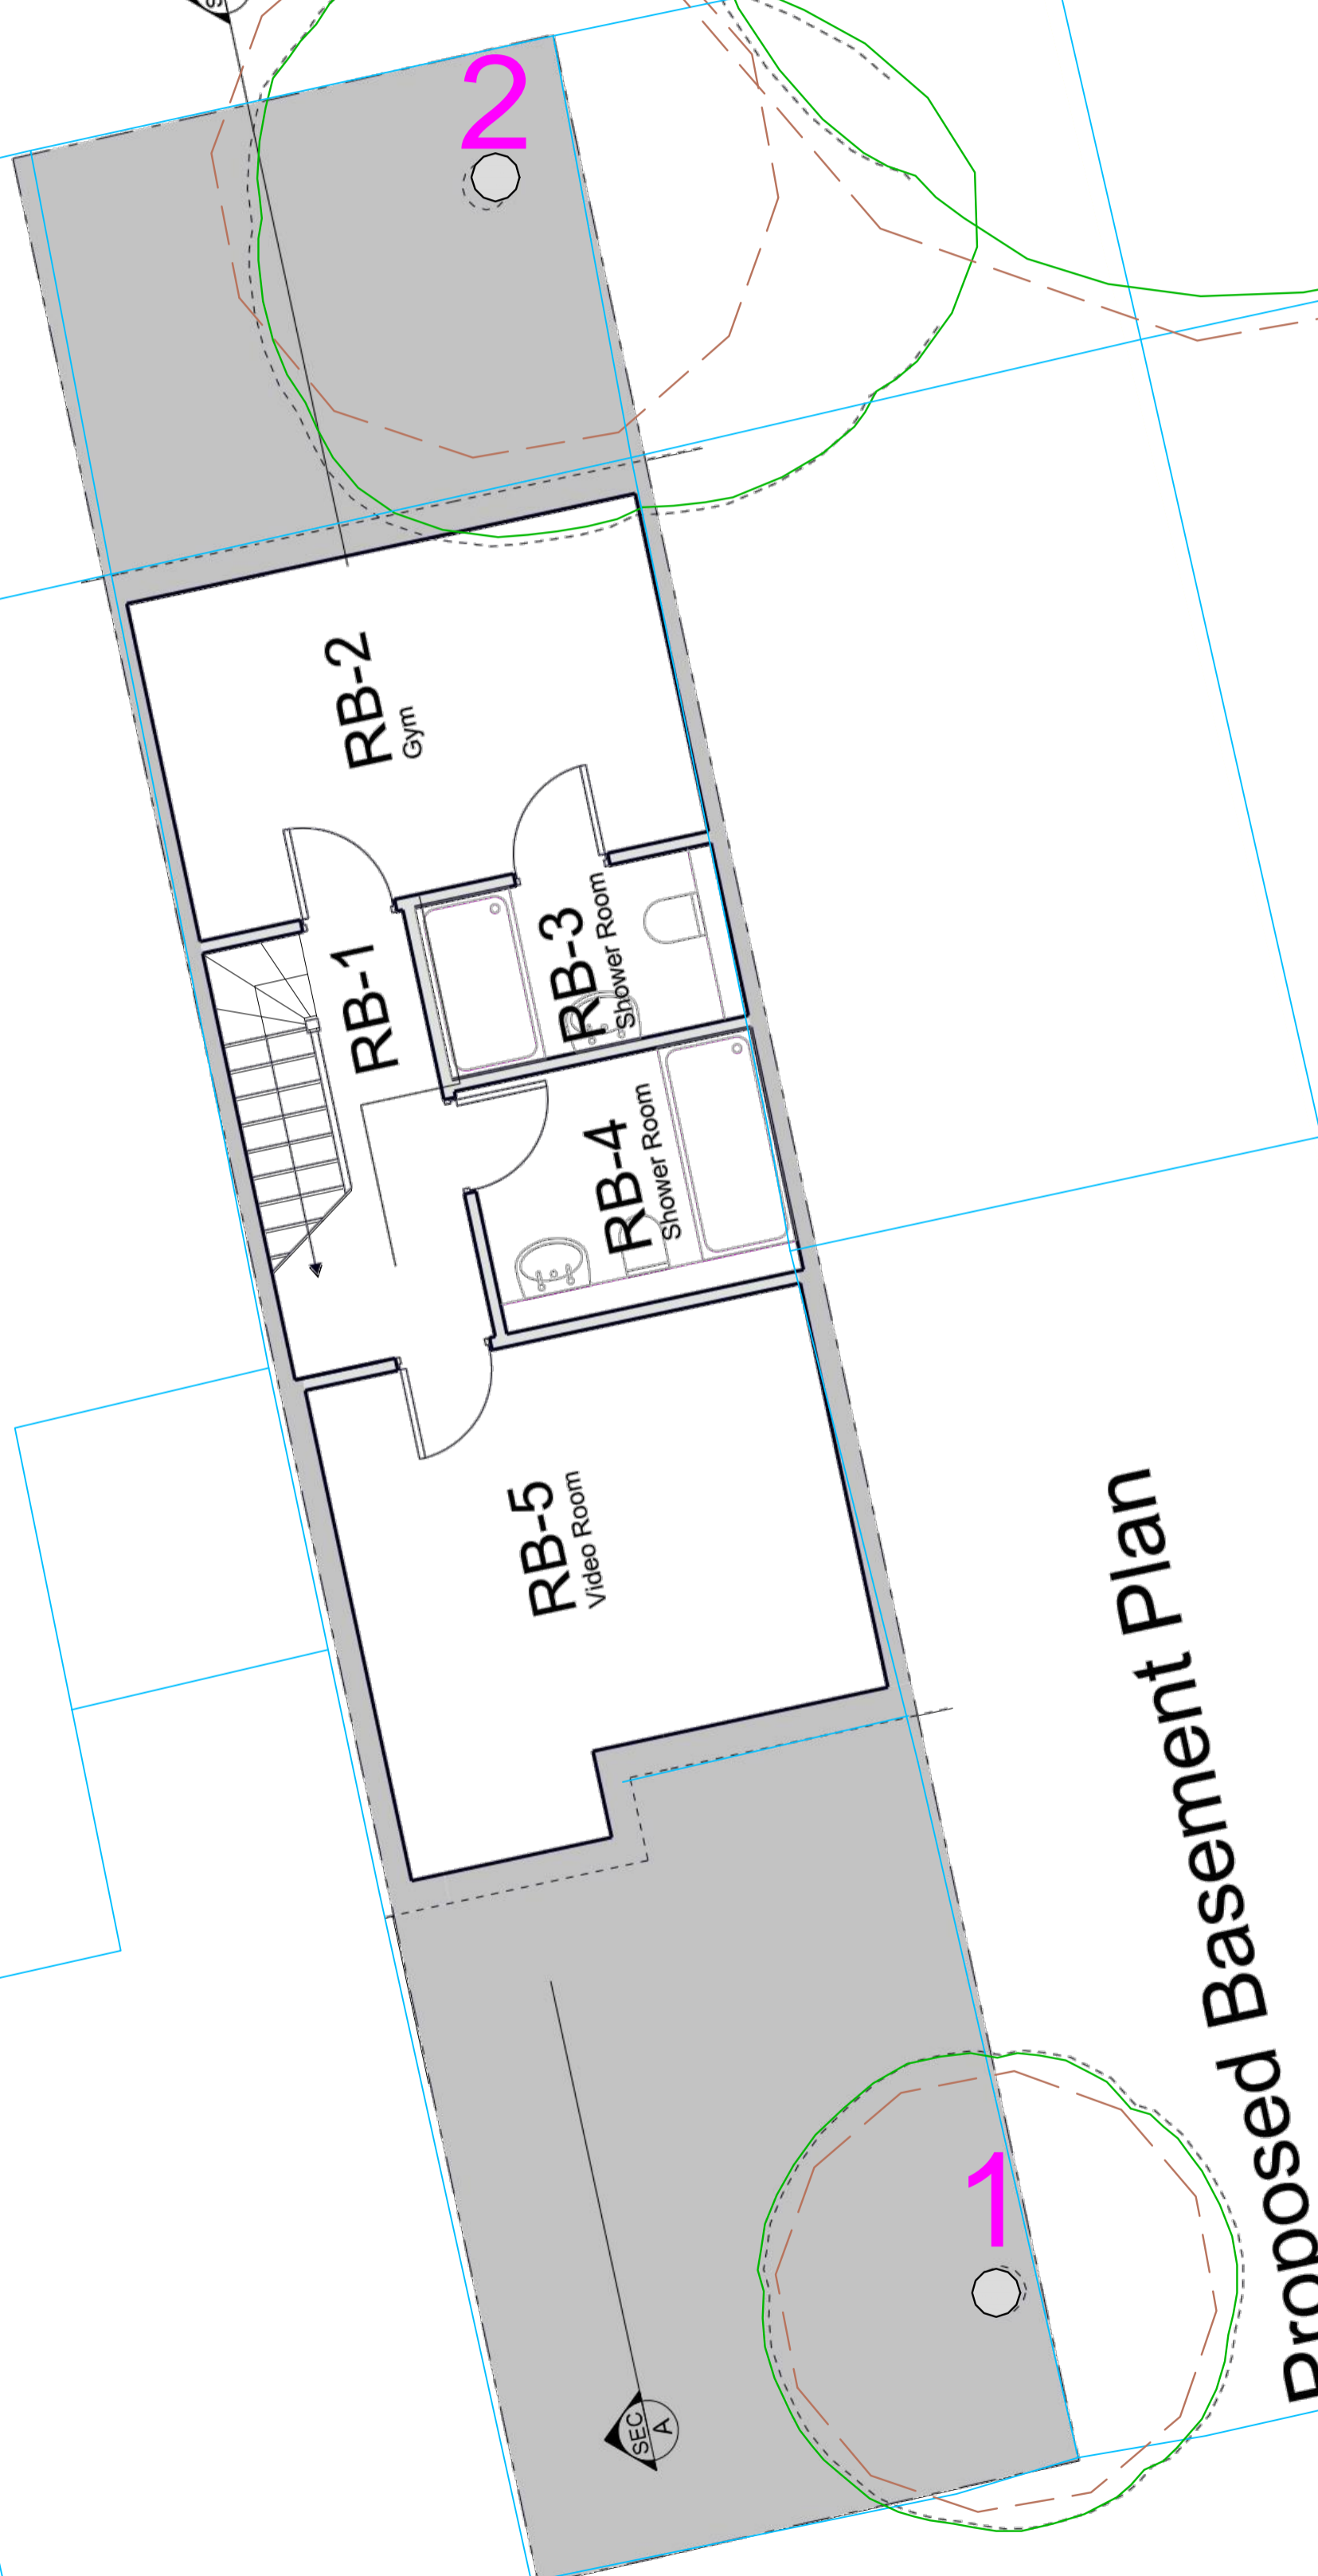 2
RB-2
Gym
RB-1
RB-3
Shower Room
RB-4
Shower Room
RB-5
Video Room
Proposed Basement Plan
1
SEC
A